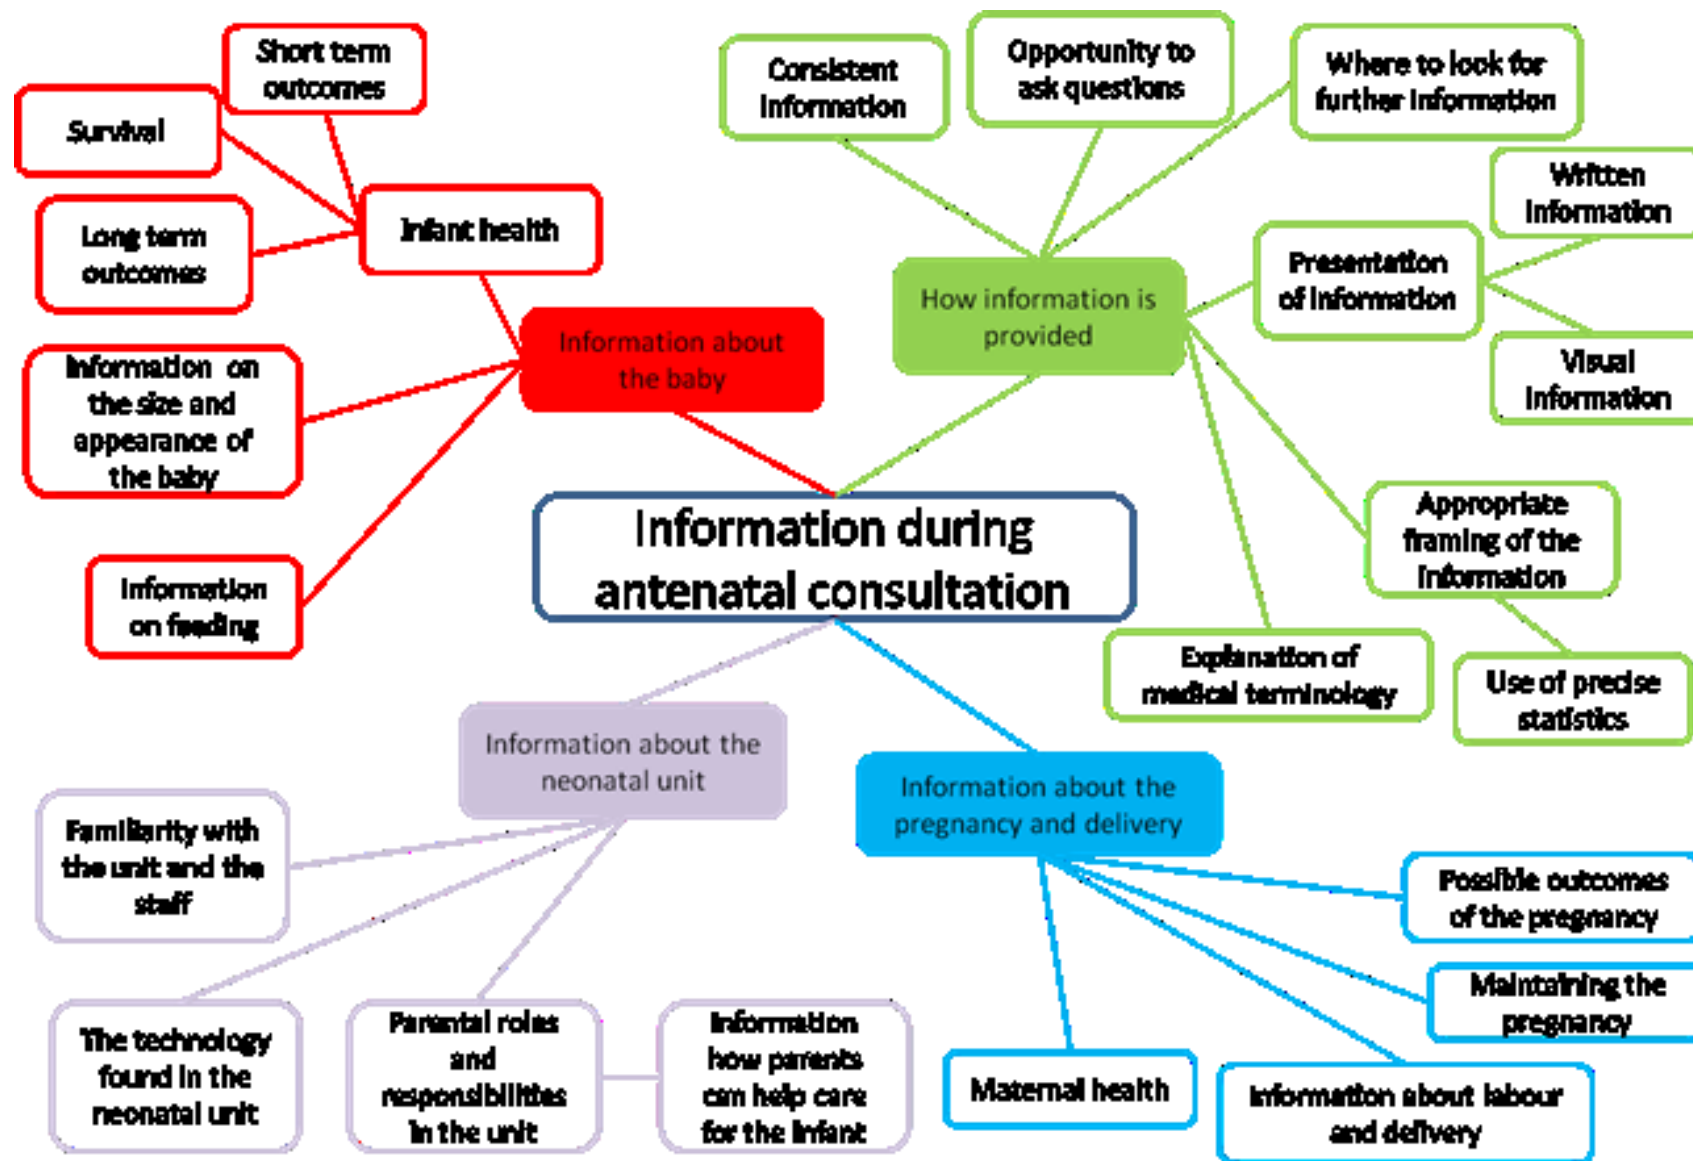 Short term
outcomes
Survival
Long term
outcomes
Infant health
Information on
the size and
appearance of
the baby
Information
on feeding
Information about
the baby
Consistent
Information
Opportunity to
ask questions
Where to look for
further Information
How information is
provided
Presentation
of Information
Written
Information
Visual
Information
Appropriate
framing of the
Information
Use of precise
statistics
Explanation of
medical terminology
Information during
antenatal consultation
Information about the
neonatal unit
Familiarity with
the unit and the
staff
The technology
found in the
neonatal unit
Parental roles
and
responsibilities
in the unit
Information
how parents
can help care
for the infant
Information about the
pregnancy and delivery
Possible outcomes
of the pregnancy
Maintaining the
pregnancy
Information about labour
and delivery
Maternal health